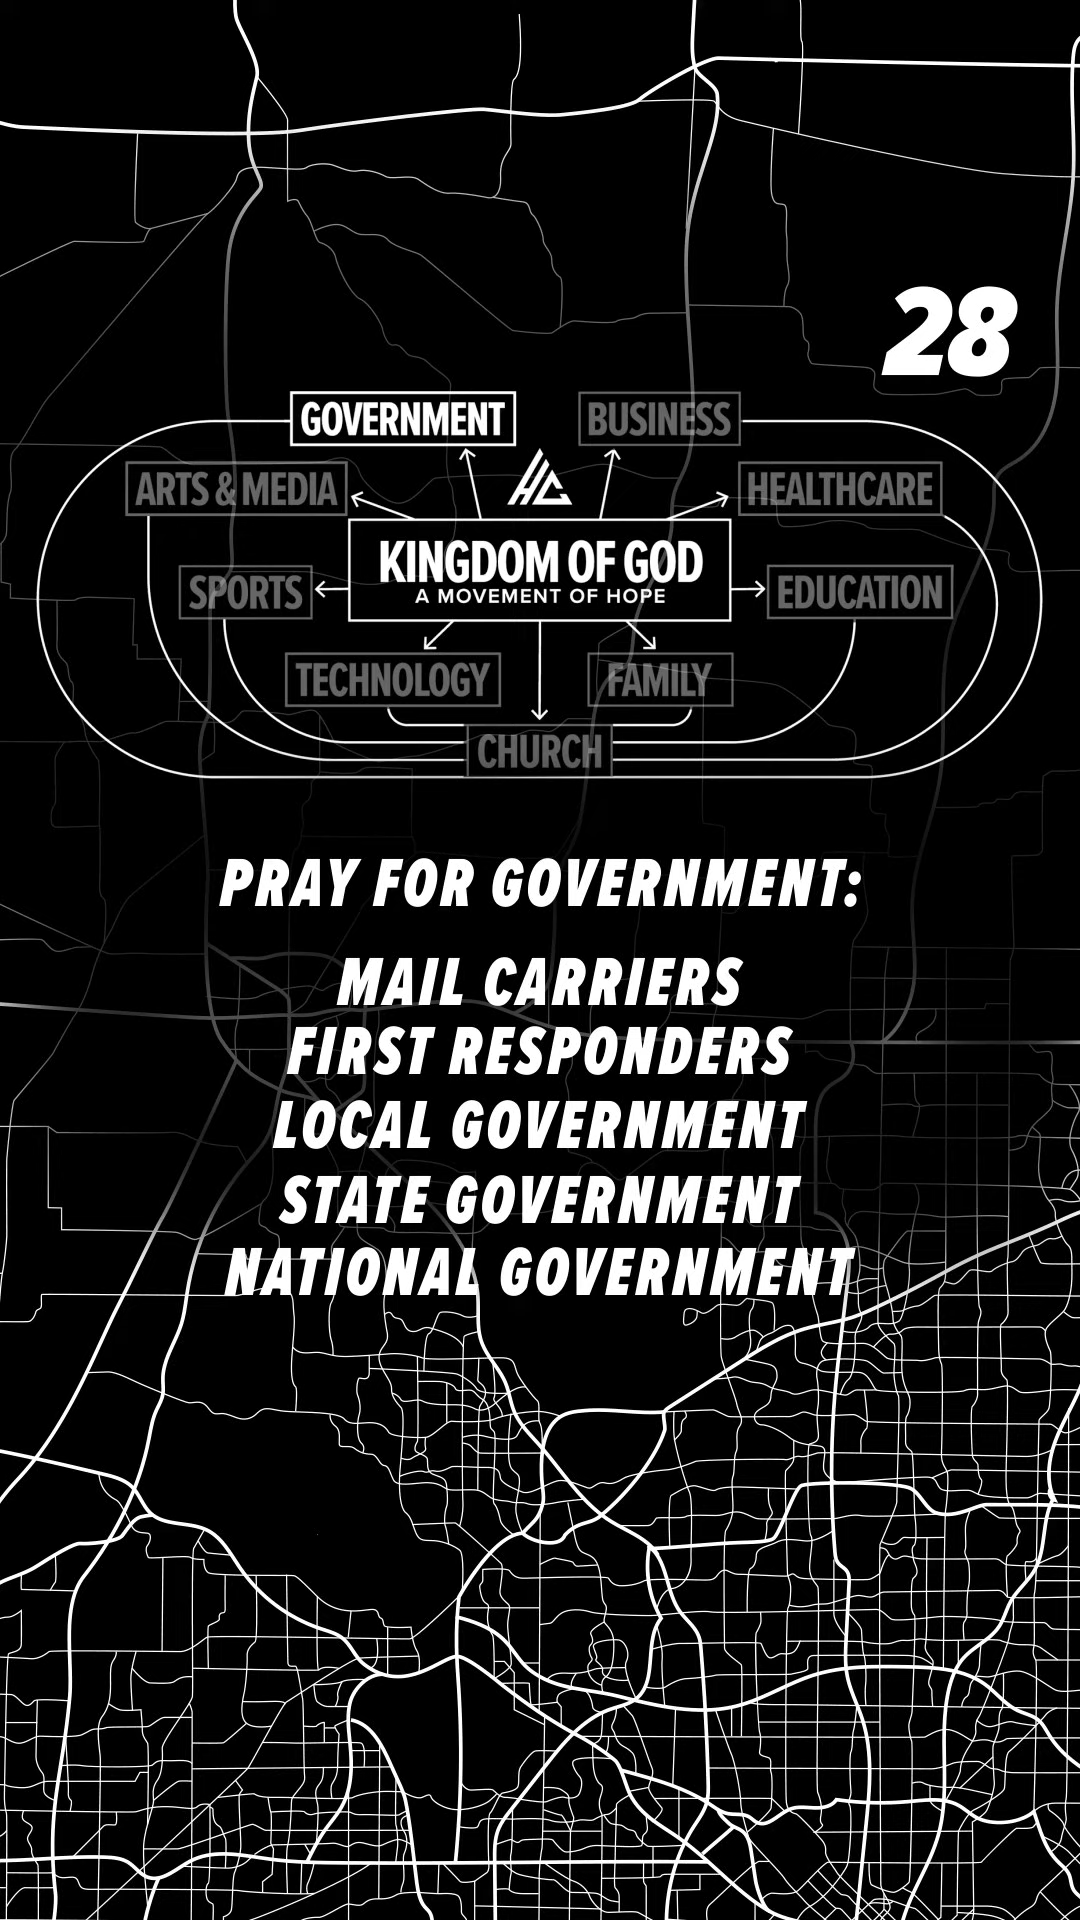 28
GOVERNMENT
BUSINESS
ARTS & MEDIA
HC
HEALTHCARE
KINGDOM OF GOD
A MOVEMENT OF HOPE
SPORTS
EDUCATION
TECHNOLOGY
FAMILY
CHURCH
PRAY FOR GOVERNMENT:
MAIL CARRIERS
FIRST RESPONDERS
LOCAL GOVERNMENT
STATE GOVERNMENT
NATIONAL GOVERNMENT